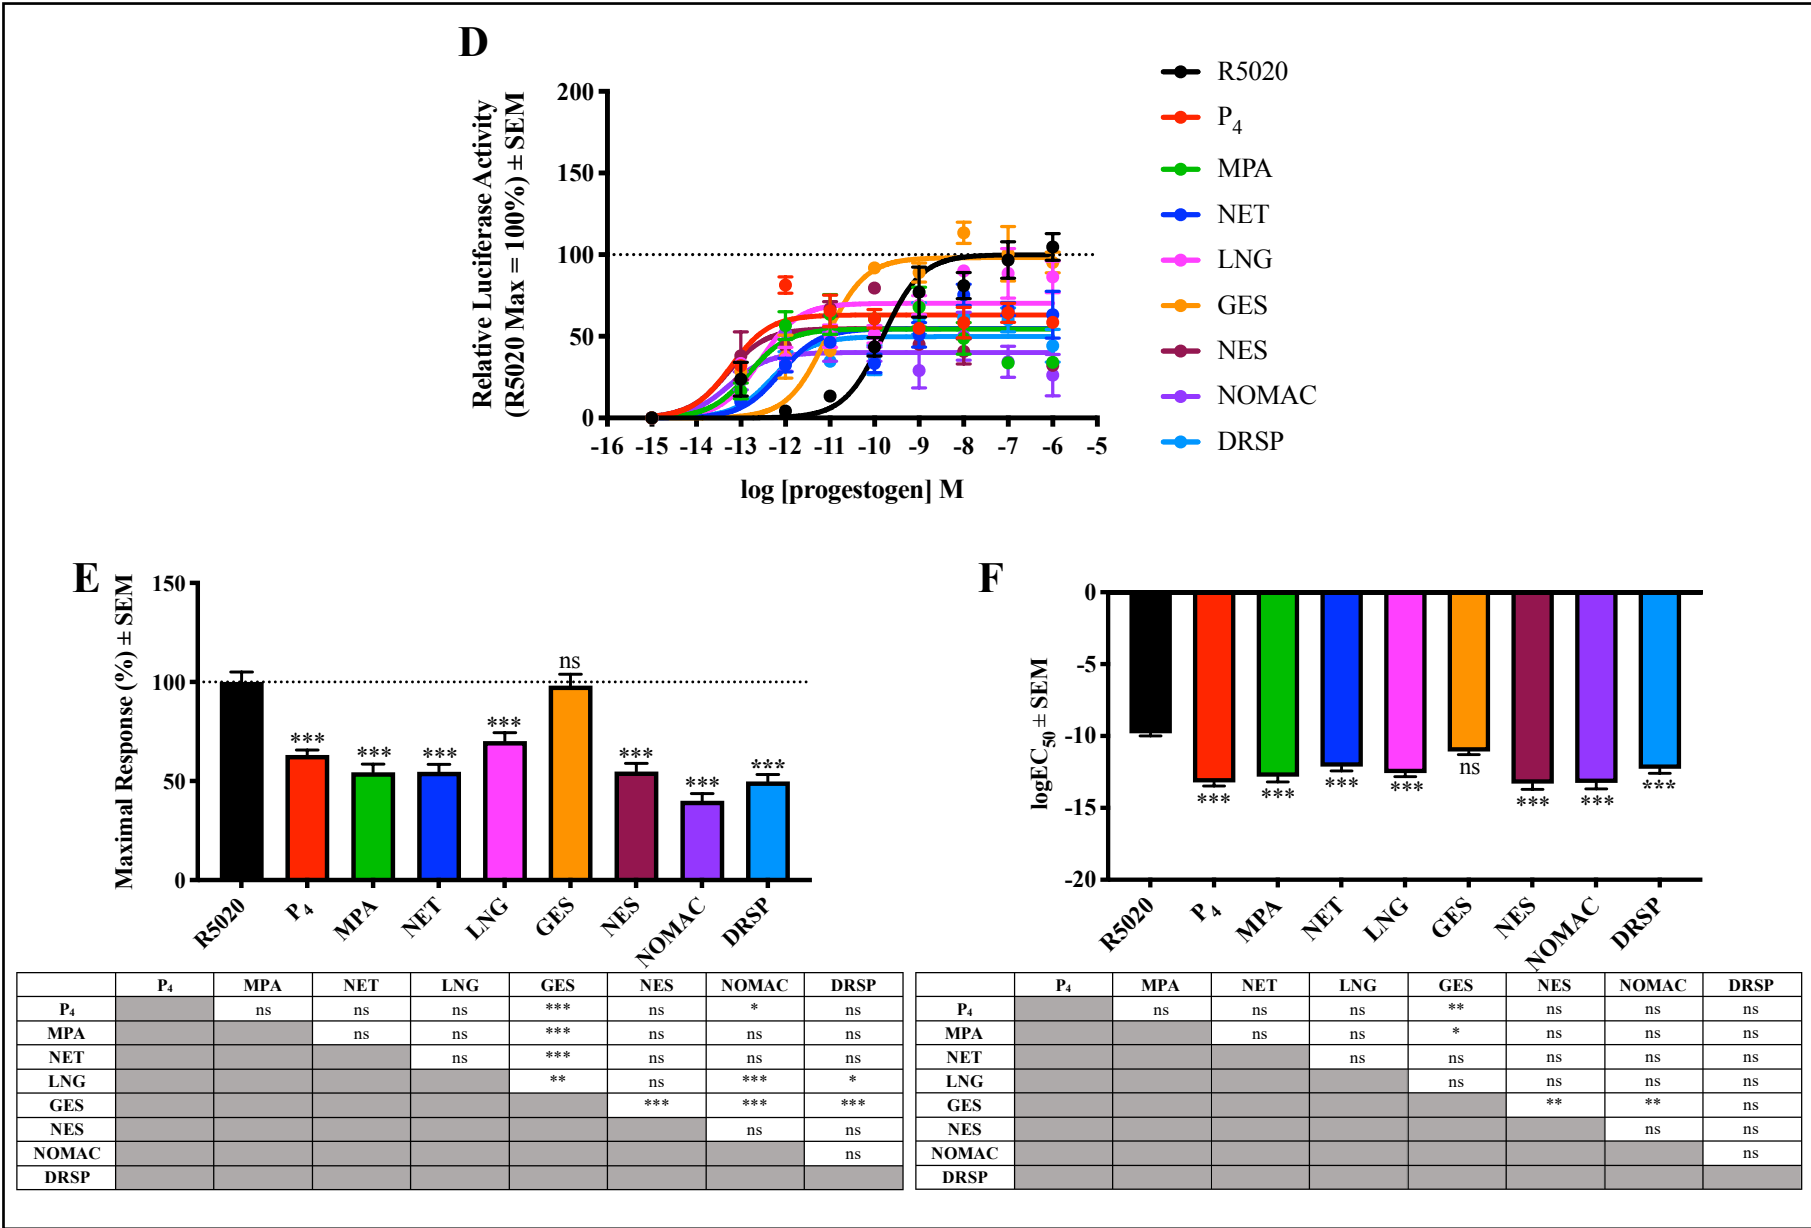 D
Relative Luciferase Activity
(R5020 Max = 100%) ± SEM
200
150
100
50
0
-16 -15 -14 -13 -12 -11 -10 -9 -8 -7 -6 -5
log [progestogen] M
R5020
P4
MPA
NET
LNG
GES
NES
NOMAC
DRSP
E
Maximal Response (%) ± SEM
150
100
50
0
*** *** *** *** ns *** *** ***
R5020 P4 MPA NET LNG GES NES NOMAC DRSP
P4 MPA NET LNG GES NES NOMAC DRSP
P4 ns ns ns *** ns * ns
MPA ns ns *** ns ns ns
NET ns *** ns ns ns
LNG ** ns *** *
GES *** *** ***
NES ns ns
NOMAC ns
DRSP
F
logEC50 ± SEM
0
-5
-10
-15
-20
*** *** *** *** ns *** *** ***
R5020 P4 MPA NET LNG GES NES NOMAC DRSP
P4 MPA NET LNG GES NES NOMAC DRSP
P4 ns ns ns ** ns ns ns
MPA ns ns * ns ns ns
NET ns ns ns ns ns
LNG ns ns ns ns
GES ** ** ns
NES ns ns
NOMAC ns
DRSP